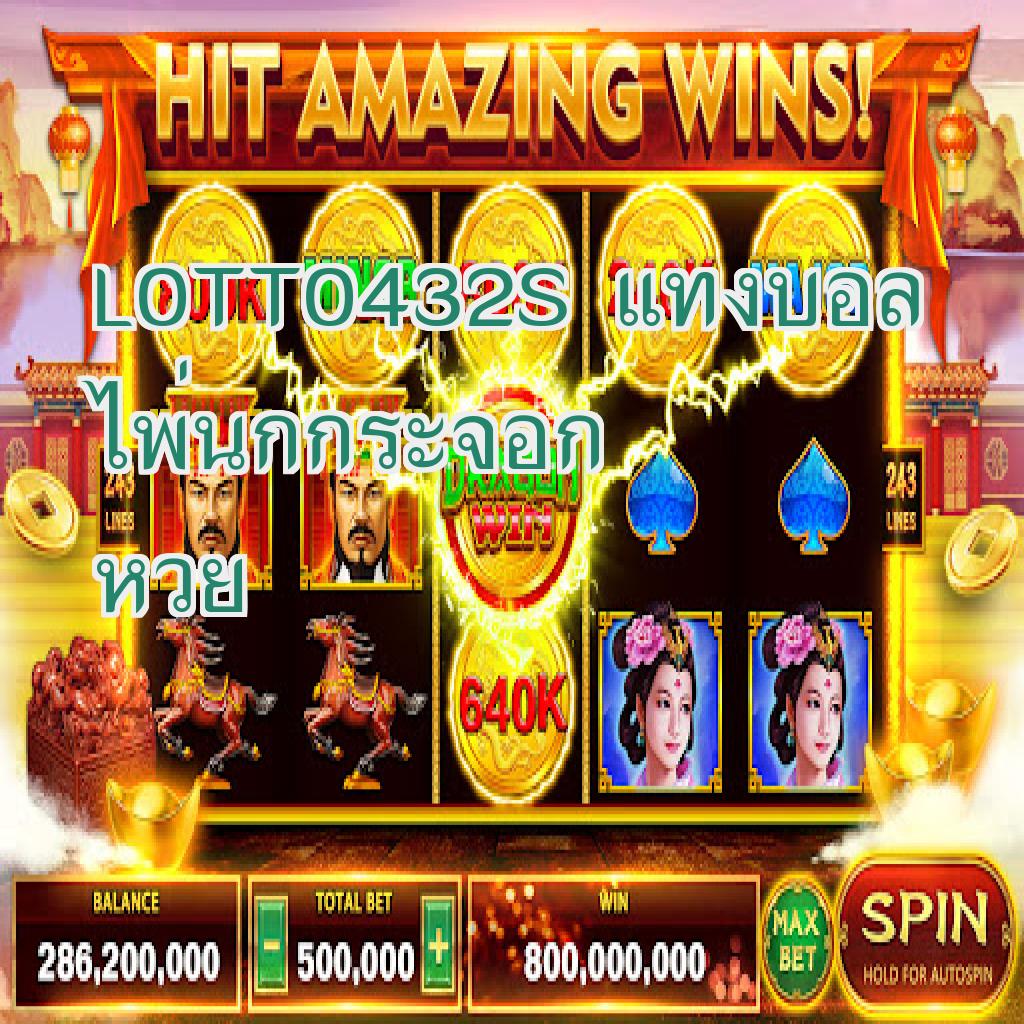 HIT AMAZING WINS!
LOTTO432S แทงบอล
ไพ่นกกระจอก
หวย
243 LINES
243 LINES
DRAGON
WIN
640K
BALANCE
286,200,000
TOTAL BET
- 500,000 +
WIN
800,000,000
MAX
BET
SPIN
HOLD FOR AUTOSPIN